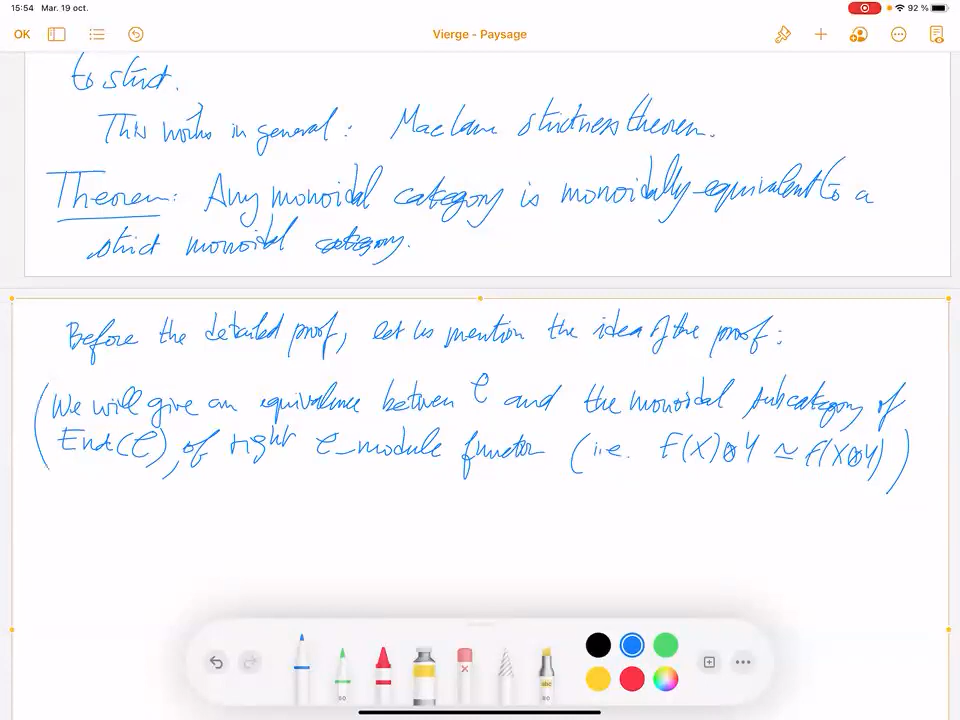 15:54 Mar. 19 oct. 92 %
OK Vierge - Paysage
to strict.
This works in general : MacLane strictness theorem.
Theorem: Any monoidal category is monoidally equivalent to a
strict monoidal category.
Before the detailed proof, let us mention the idea of the proof :
(We will give an equivalence between C and the monoidal subcategory of
End(C), of right C-module functor (i.e. F(X)⊗Y ≃ F(X⊗Y)))
50 abc 80